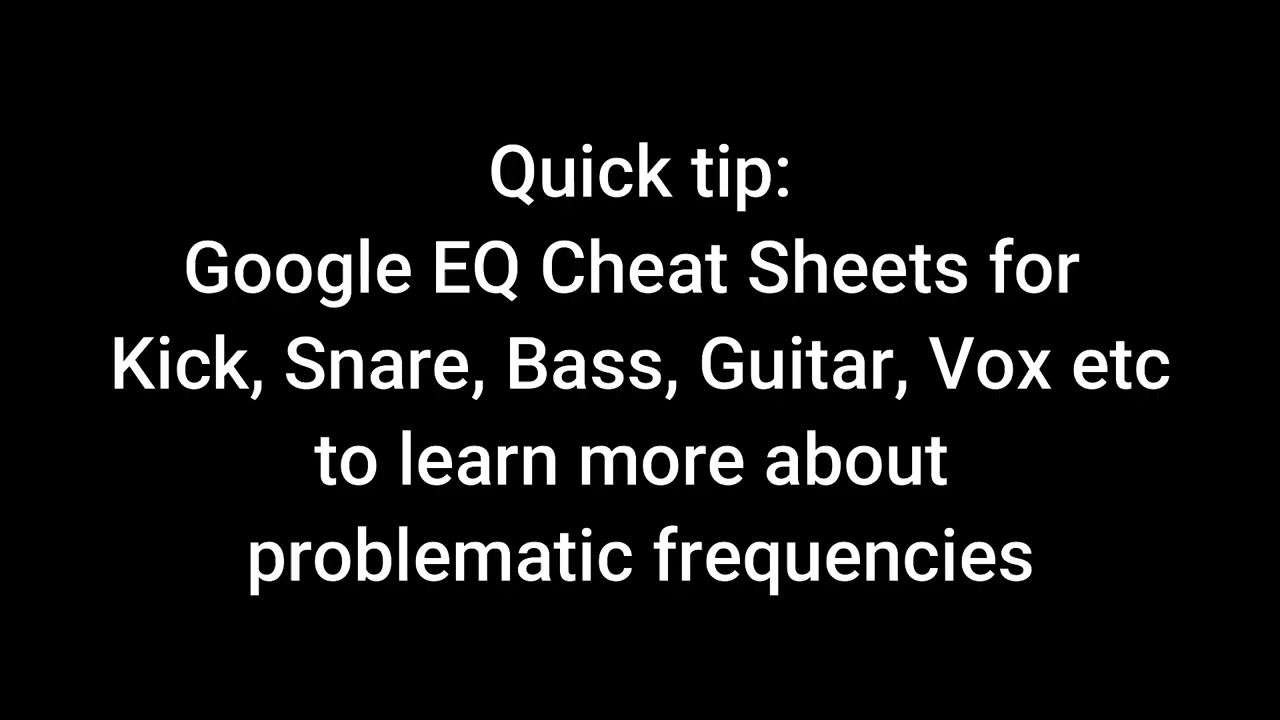 Quick tip:
Google EQ Cheat Sheets for
Kick, Snare, Bass, Guitar, Vox etc
to learn more about
problematic frequencies